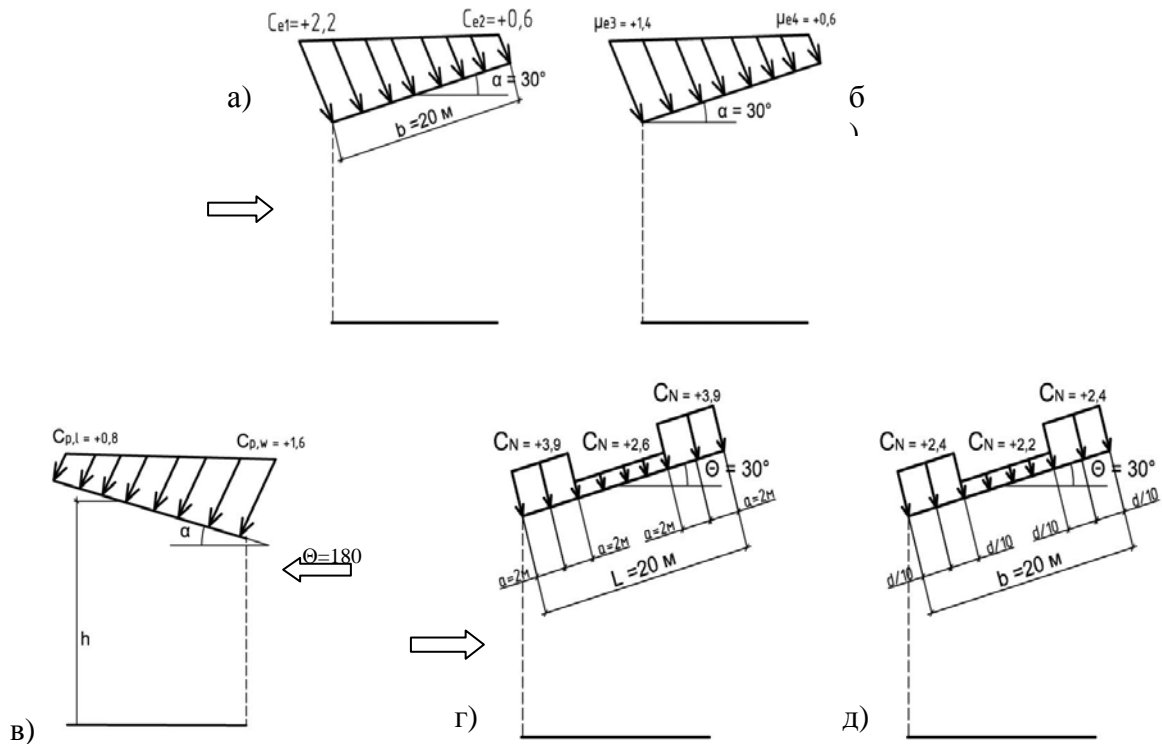 Ce1=+2,2
Ce2=+0,6
α = 30°
b =20 м
а)
μe3 = +1,4
μe4 = +0,6
α = 30°
б
)
Cp,l = +0,8
Cp,w = +1,6
α
Θ=180
h
в)
CN = +3,9
CN = +2,6
CN = +3,9
Θ = 30°
a=2м
a=2м
a=2м
a=2м
L =20 м
г)
CN = +2,4
CN = +2,2
CN = +2,4
Θ = 30°
d/10
d/10
d/10
d/10
b =20 м
д)